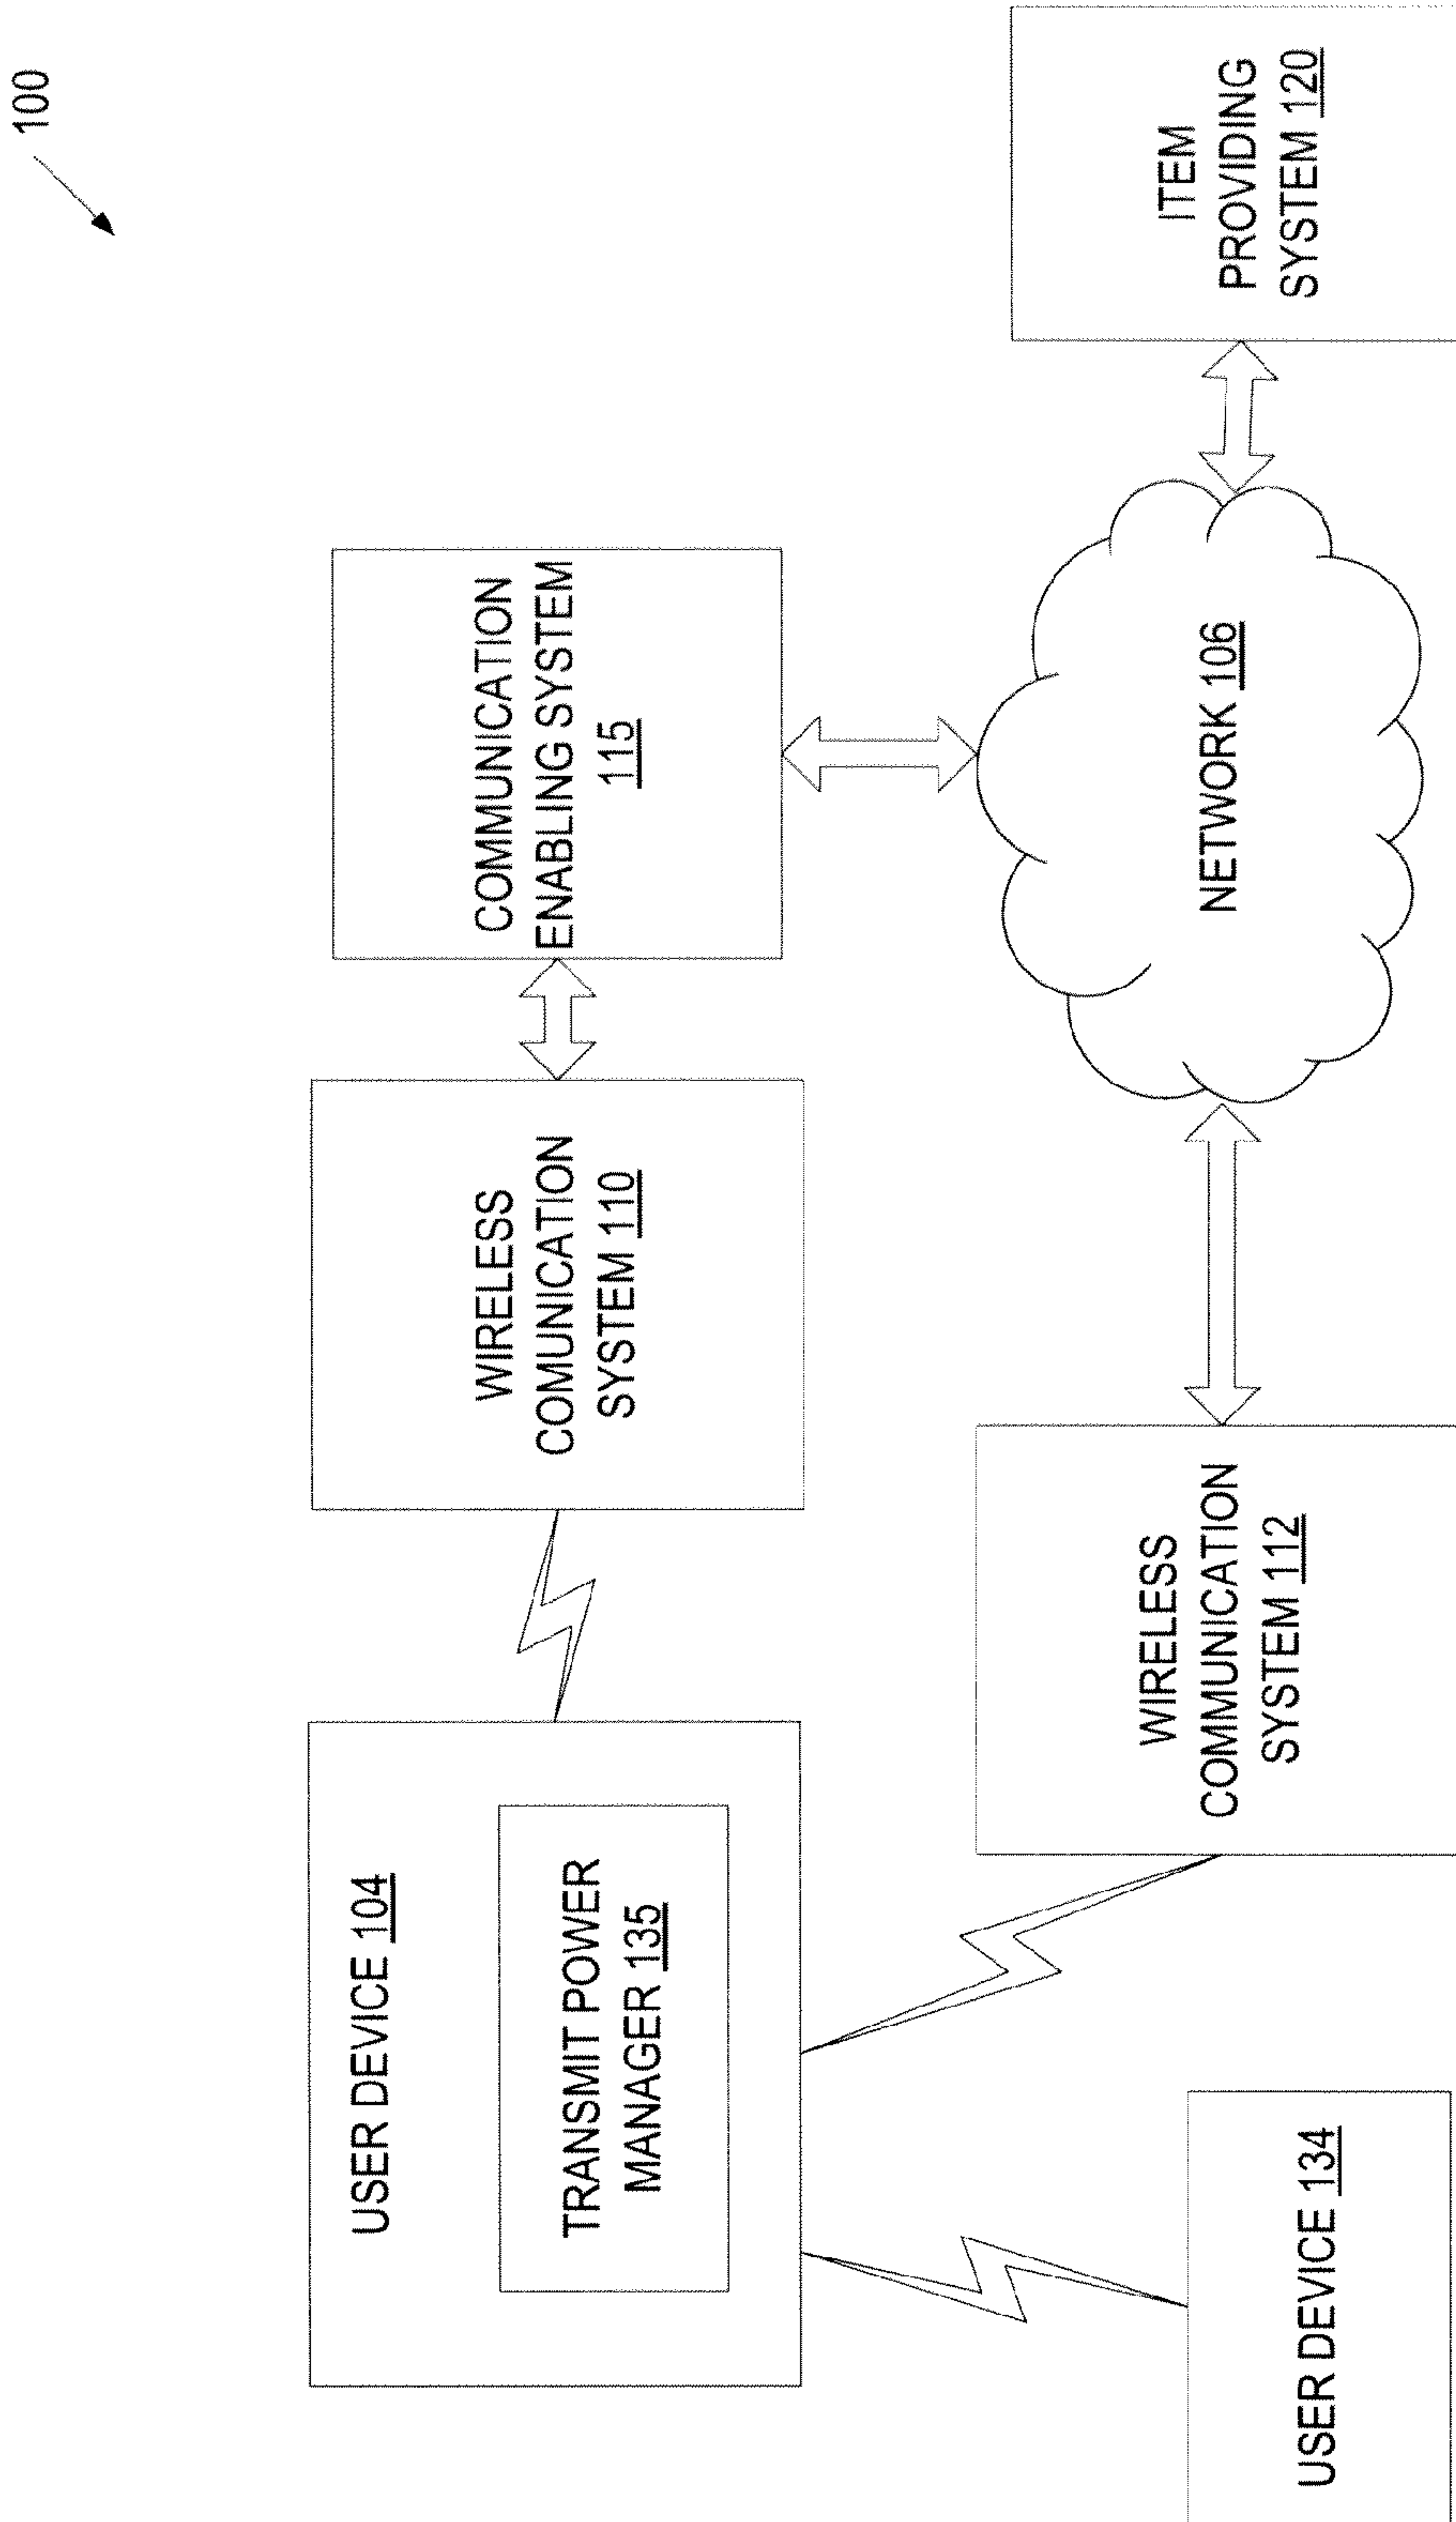 100
USER DEVICE 104
TRANSMIT POWER
MANAGER 135
WIRELESS
COMUNICATION
SYSTEM 110
COMMUNICATION
ENABLING SYSTEM
115
USER DEVICE 134
WIRELESS
COMMUNICATION
SYSTEM 112
NETWORK 106
ITEM
PROVIDING
SYSTEM 120